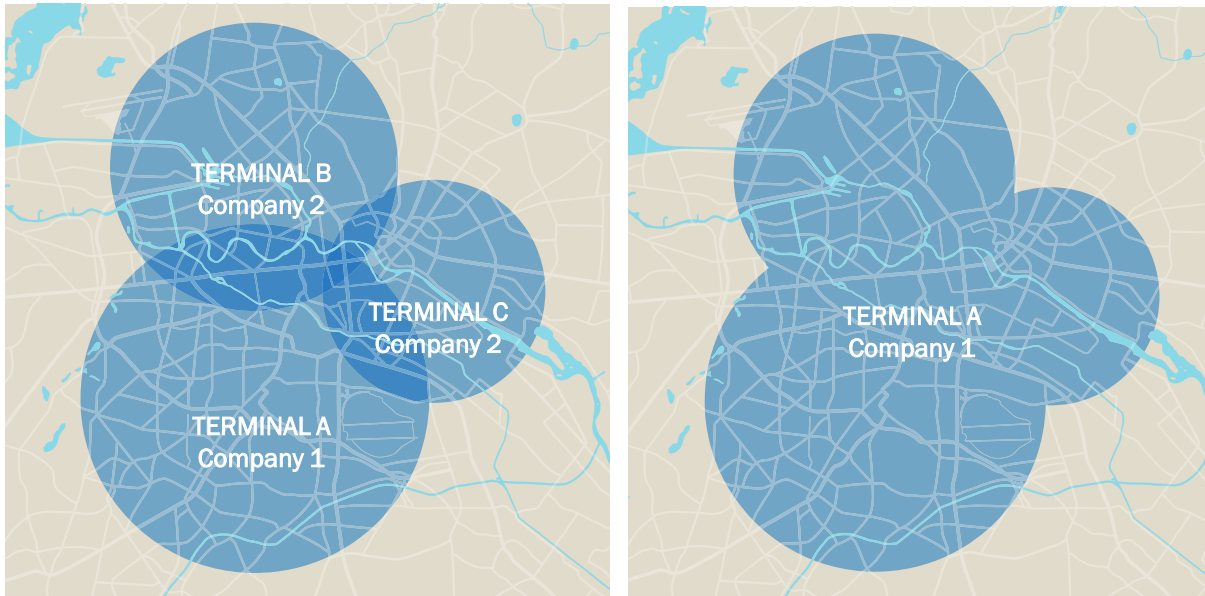 TERMINAL B
Company 2
TERMINAL C
Company 2
TERMINAL A
Company 1
TERMINAL A
Company 1